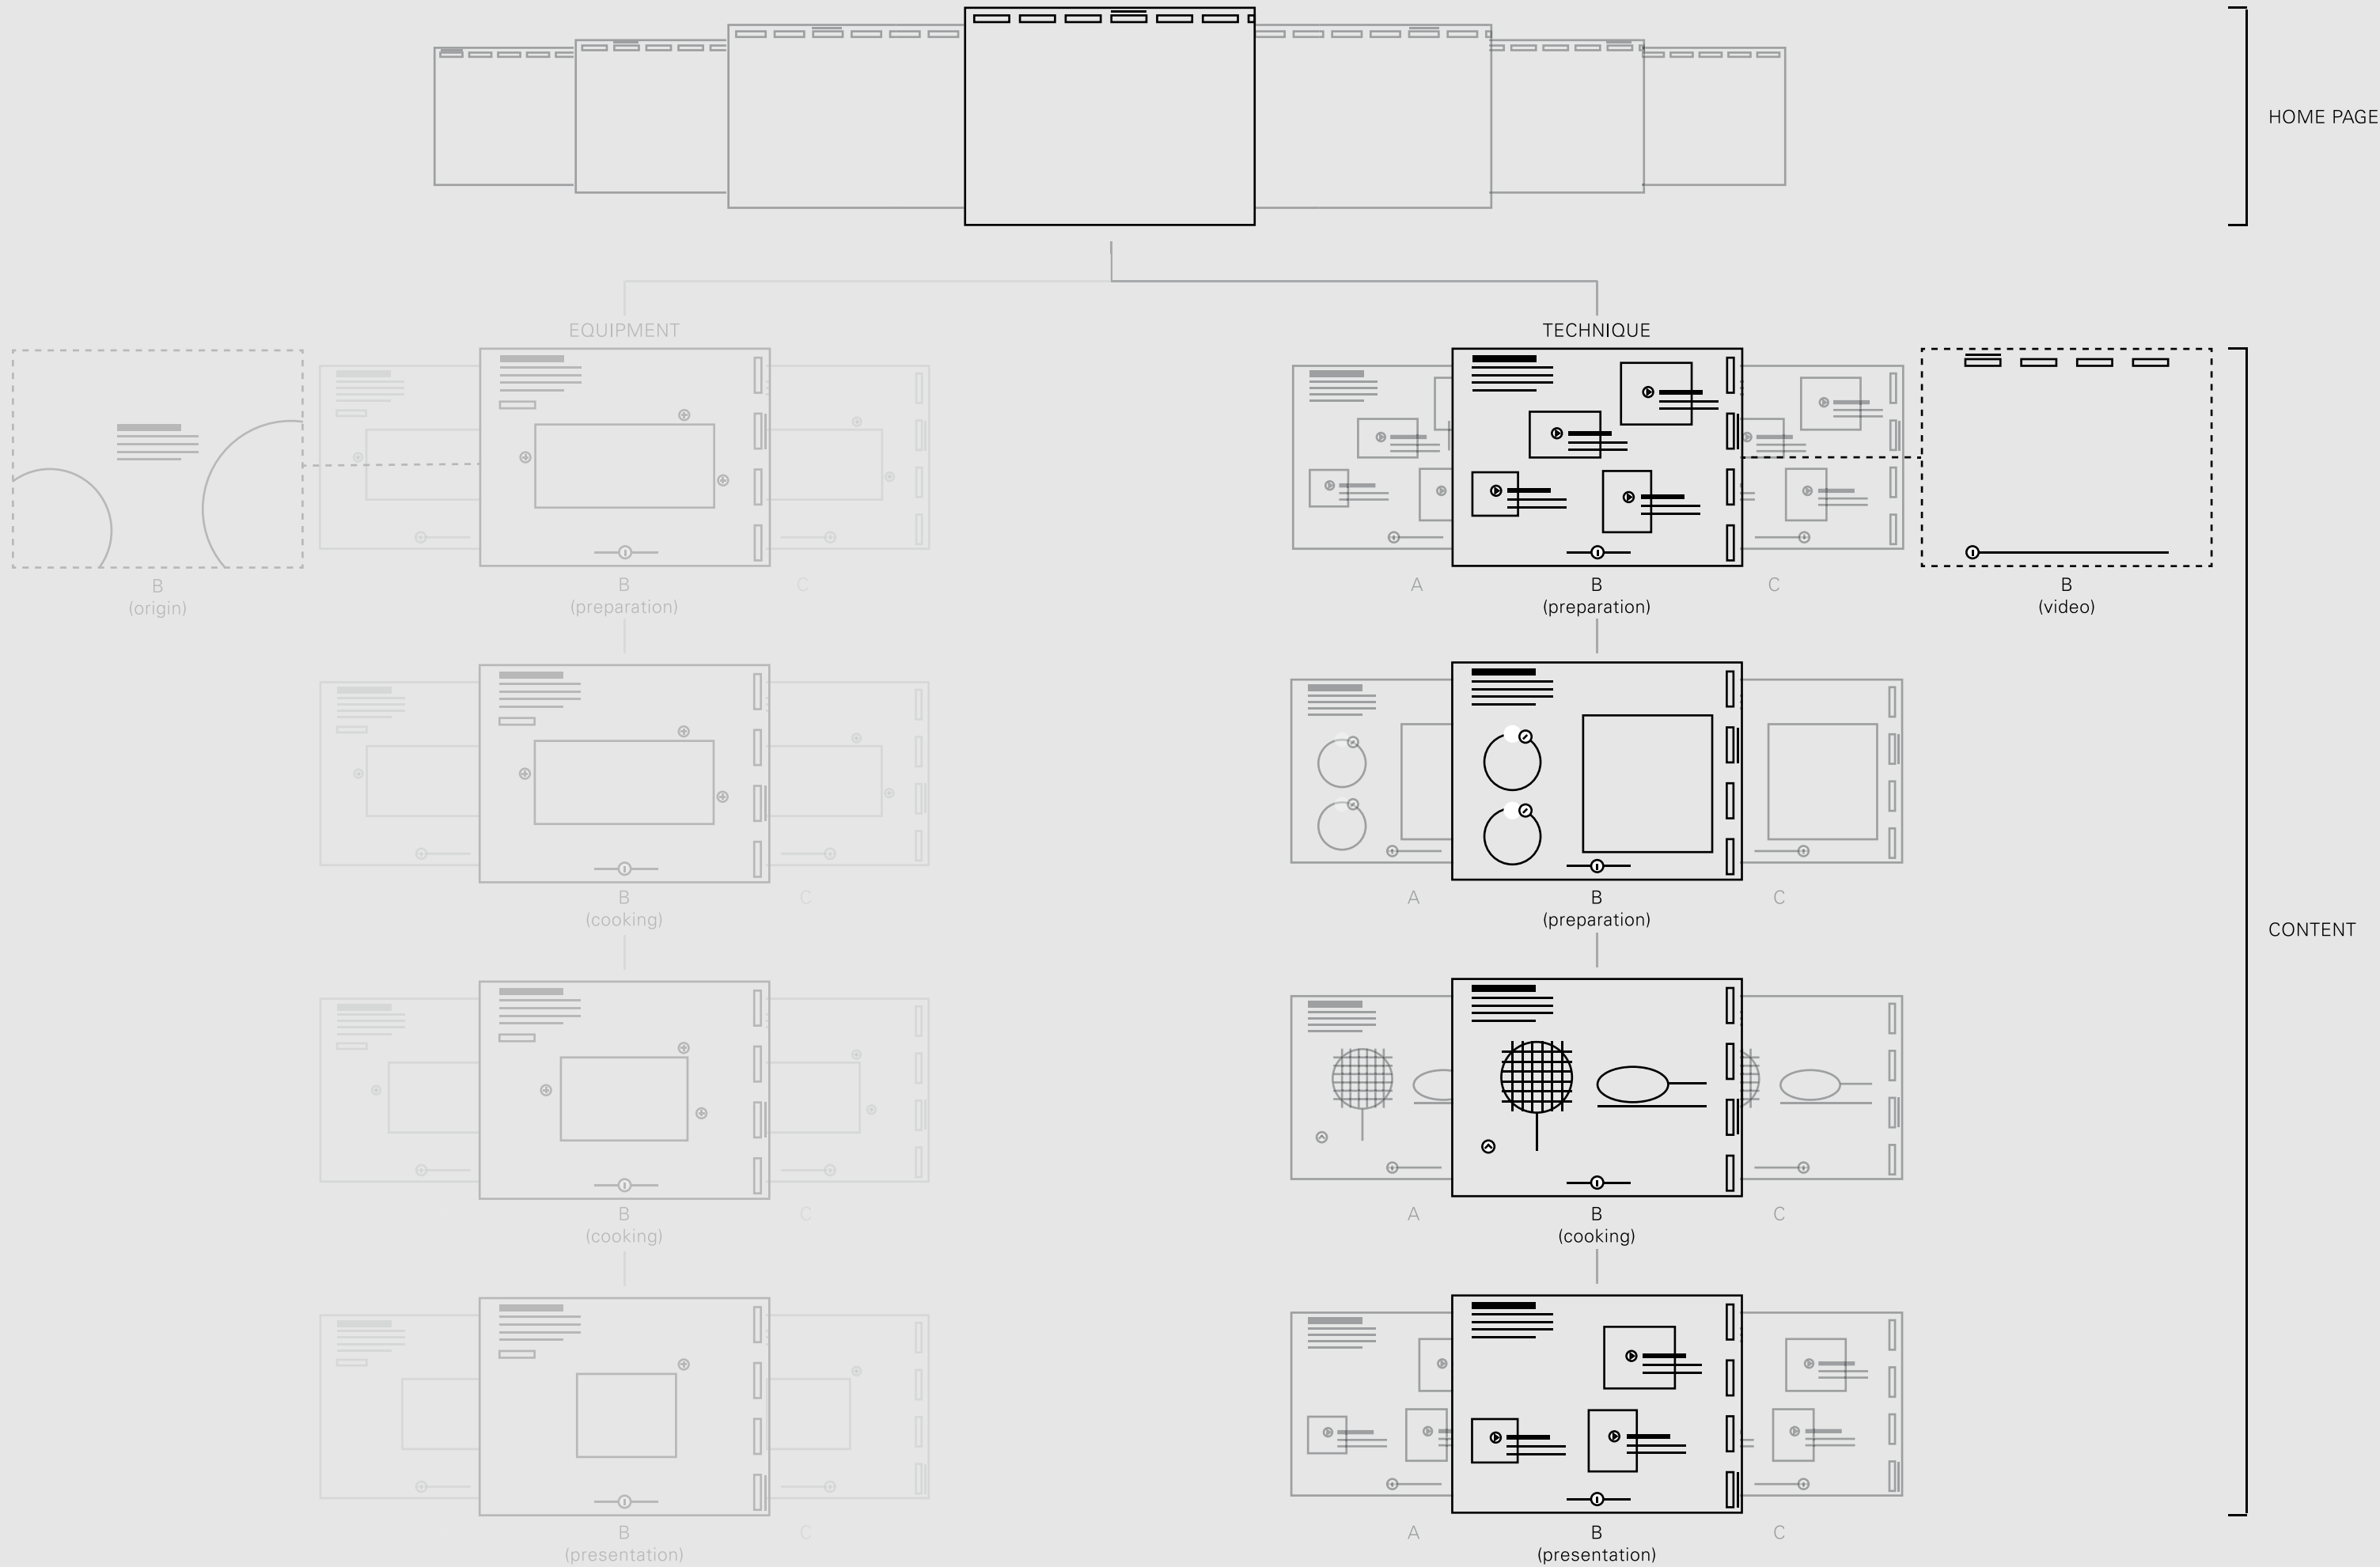 HOME PAGE
EQUIPMENT
TECHNIQUE
B
(origin)
B
(preparation)
C
A
B
(preparation)
C
B
(video)
B
(cooking)
C
A
B
(preparation)
C
CONTENT
B
(cooking)
C
A
B
(cooking)
C
B
(presentation)
C
A
B
(presentation)
C